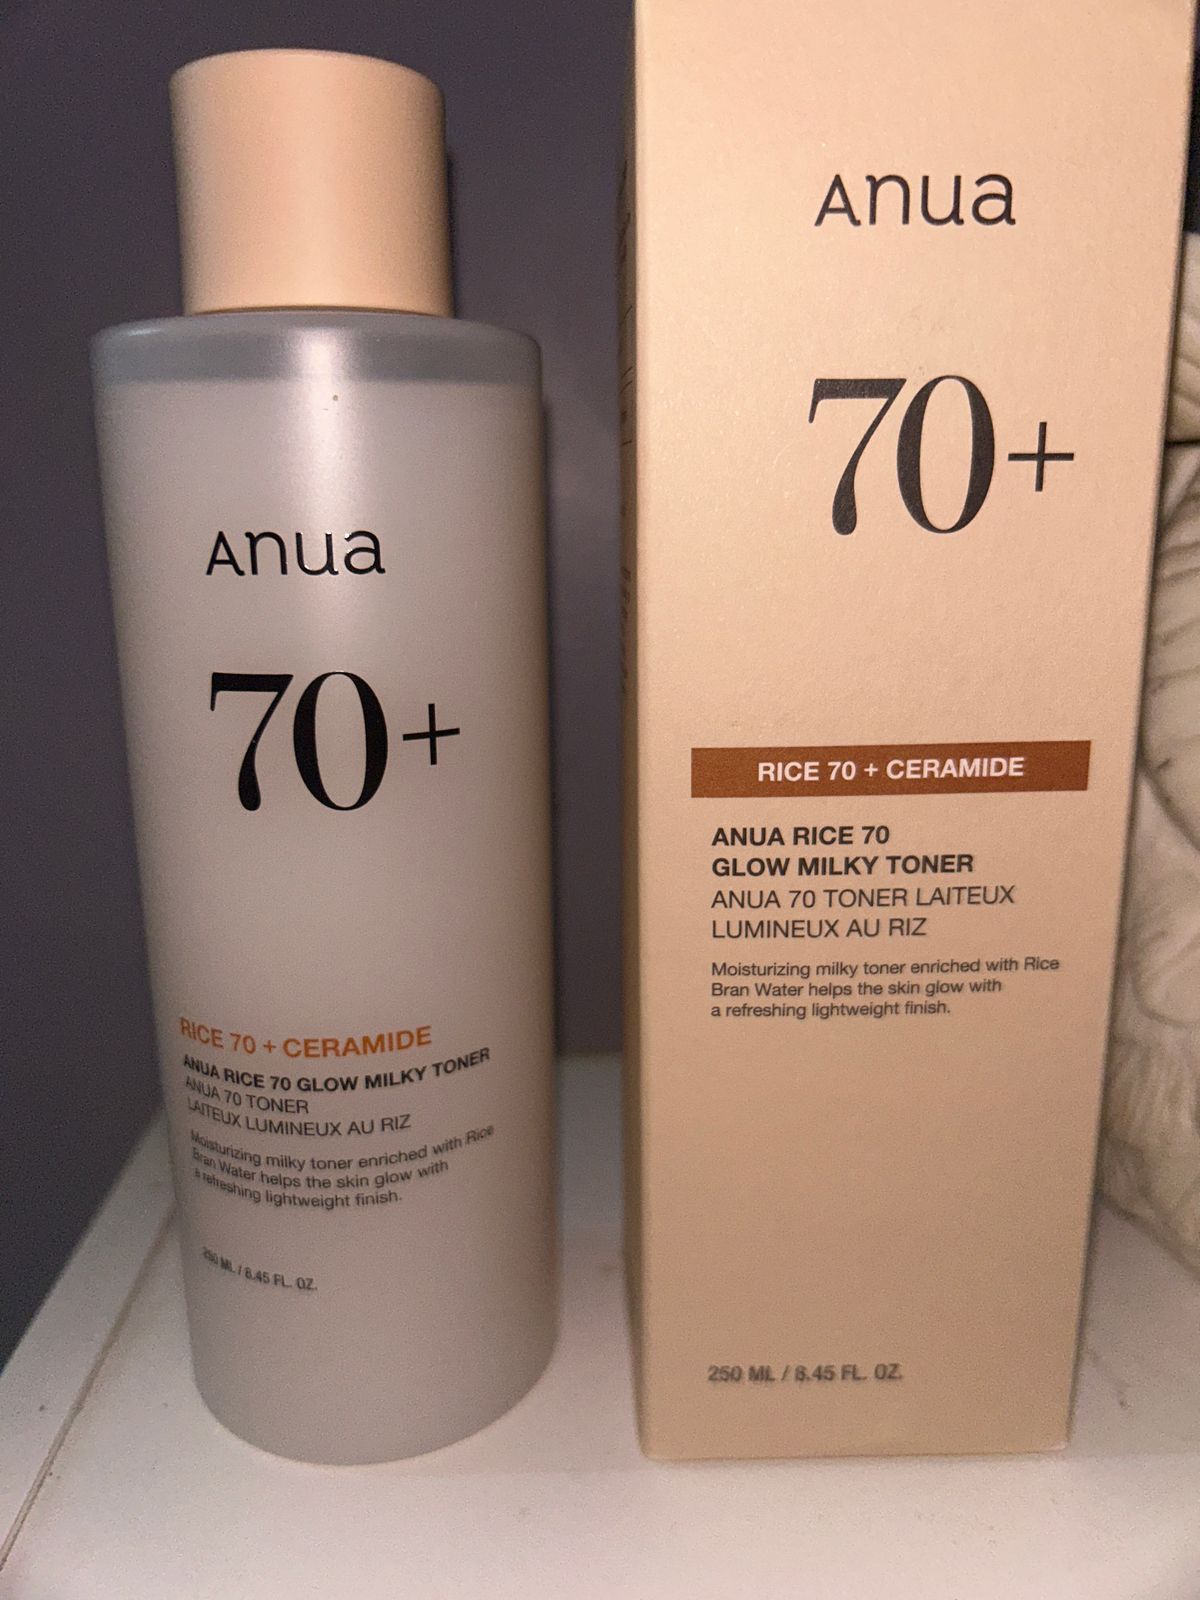 Anua
70+
RICE 70 + CERAMIDE
ANUA RICE 70 GLOW MILKY TONER
ANUA 70 TONER
LAITEUX LUMINEUX AU RIZ
Moisturizing milky toner enriched with Rice
Bran Water helps the skin glow with
a refreshing lightweight finish.
250 ML / 8.45 FL. OZ.
Anua
70+
RICE 70 + CERAMIDE
ANUA RICE 70
GLOW MILKY TONER
ANUA 70 TONER LAITEUX
LUMINEUX AU RIZ
Moisturizing milky toner enriched with Rice
Bran Water helps the skin glow with
a refreshing lightweight finish.
250 ML / 8.45 FL. OZ.